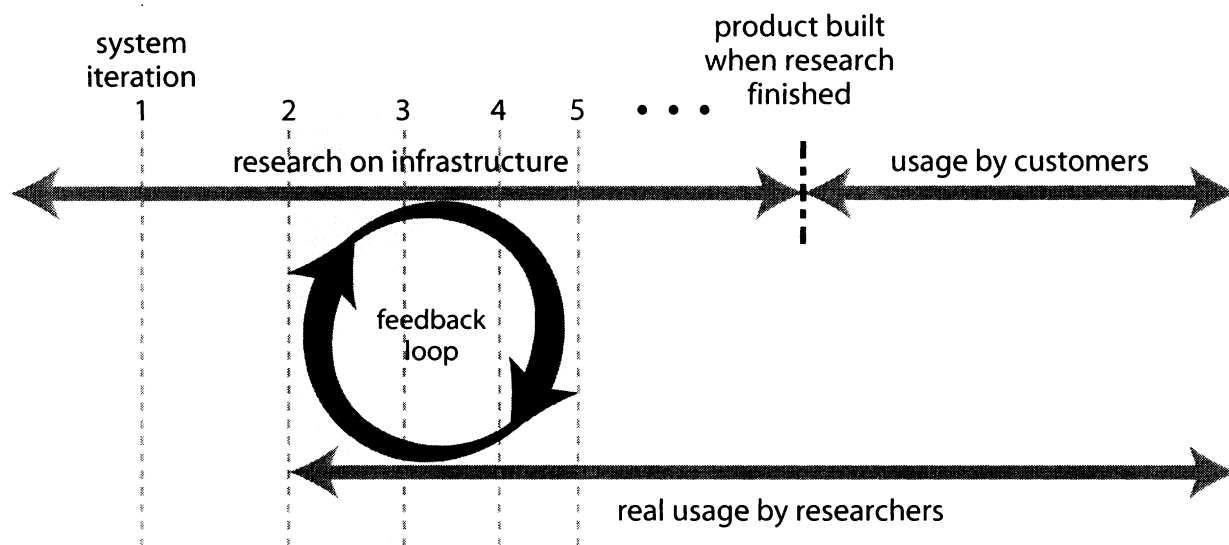 system
iteration
1
2
3
4
5
• • •
product built
when research
finished
research on infrastructure
usage by customers
feedback
loop
real usage by researchers